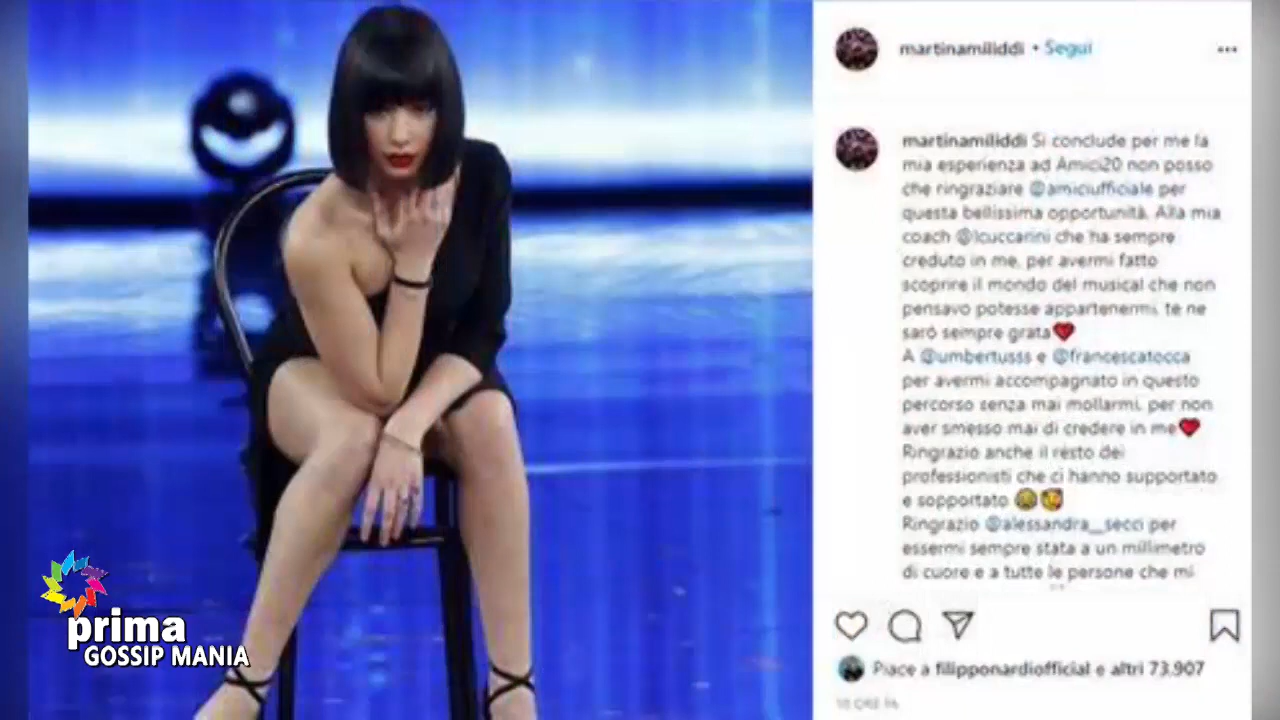 martinamiliddi • Segui
martinamiliddi Si conclude per me la
mia esperienza ad Amici20 non posso
che ringraziare @amiciufficiale per
questa bellissima opportunità. Alla mia
coach @lcuccarini che ha sempre
creduto in me, per avermi fatto
scoprire il mondo del musical che non
pensavo potesse appartenermi, te ne
sarò sempre grata❤️
A @umbertusss e @francescatocca
per avermi accompagnato in questo
percorso senza mai mollarmi, per non
aver smesso mai di credere in me❤️
Ringrazio anche il resto dei
professionisti che ci hanno supportato
e sopportato 😂🥰
Ringrazio @alessandra__secci per
essermi sempre stata a un millimetro
di cuore e a tutte le persone che mi
Piace a filipponardiofficial e altri 73.907
ORE FA
prima
GOSSIP MANIA